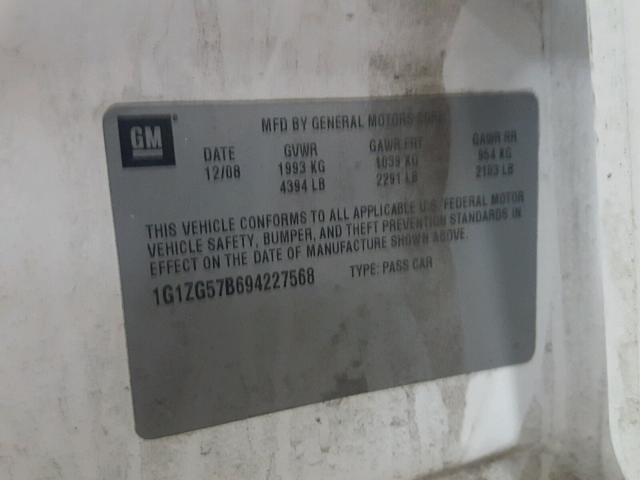 GM
MFD BY GENERAL MOTORS CORP
DATE GVWR GAWR FRT GAWR RR
12/08 1993 KG 1039 KG 954 KG
4394 LB 2291 LB 2103 LB
THIS VEHICLE CONFORMS TO ALL APPLICABLE U.S. FEDERAL MOTOR
VEHICLE SAFETY, BUMPER, AND THEFT PREVENTION STANDARDS IN
EFFECT ON THE DATE OF MANUFACTURE SHOWN ABOVE.
1G1ZG57B694227568 TYPE: PASS CAR